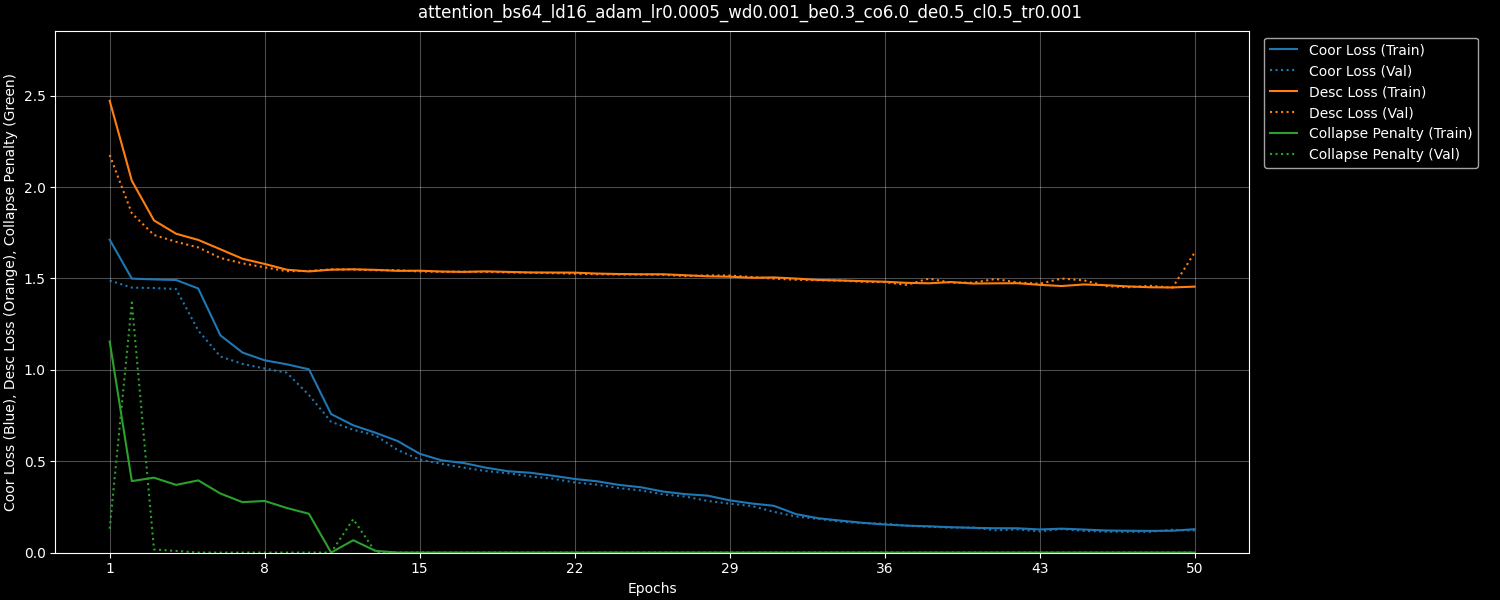 attention_bs64_ld16_adam_lr0.0005_wd0.001_be0.3_co6.0_de0.5_cl0.5_tr0.001
Coor Loss (Blue), Desc Loss (Orange), Collapse Penalty (Green)
2.5
2.0
1.5
1.0
0.5
0.0
1 8 15 22 29 36 43 50
Epochs
Coor Loss (Train)
Coor Loss (Val)
Desc Loss (Train)
Desc Loss (Val)
Collapse Penalty (Train)
Collapse Penalty (Val)